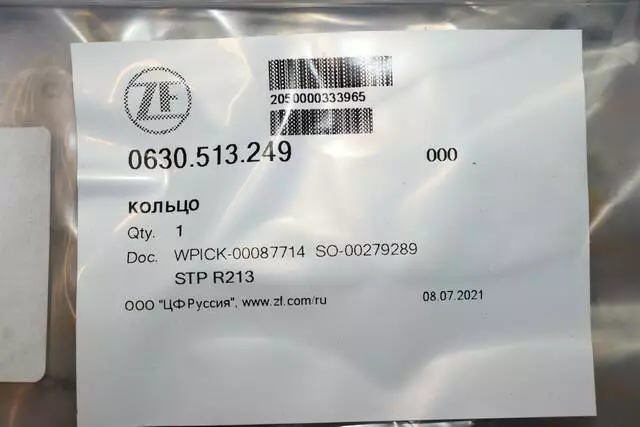 ZF
2050000333965
0630.513.249 000
кольцо
Qty. 1
Doc. WPICK-00087714 SO-00279289
STP R213
ООО "ЦФ Руссия", www.zf.com/ru 08.07.2021